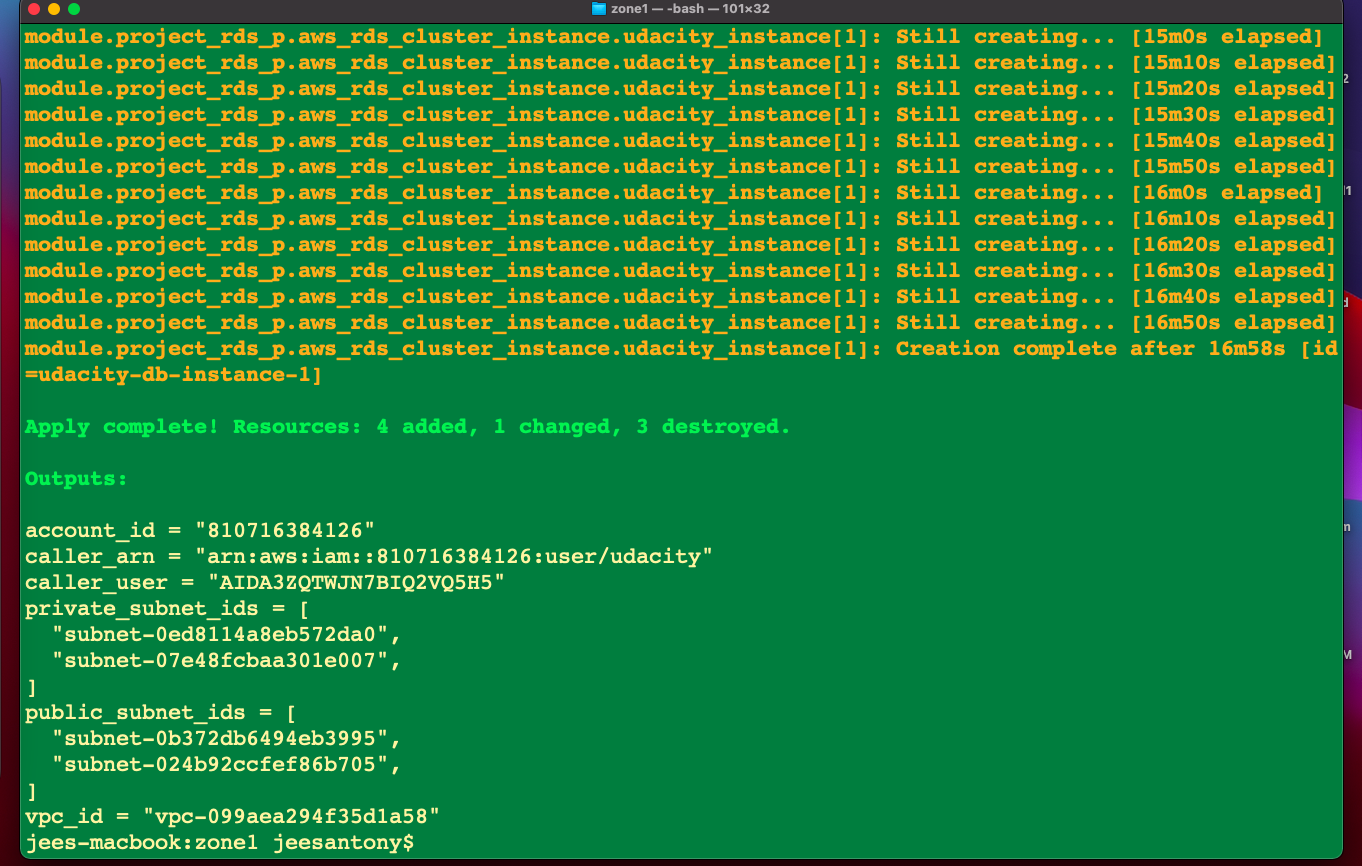 zone1 — -bash — 101×32
module.project_rds_p.aws_rds_cluster_instance.udacity_instance[1]: Still creating... [15m0s elapsed]
module.project_rds_p.aws_rds_cluster_instance.udacity_instance[1]: Still creating... [15m10s elapsed]
module.project_rds_p.aws_rds_cluster_instance.udacity_instance[1]: Still creating... [15m20s elapsed]
module.project_rds_p.aws_rds_cluster_instance.udacity_instance[1]: Still creating... [15m30s elapsed]
module.project_rds_p.aws_rds_cluster_instance.udacity_instance[1]: Still creating... [15m40s elapsed]
module.project_rds_p.aws_rds_cluster_instance.udacity_instance[1]: Still creating... [15m50s elapsed]
module.project_rds_p.aws_rds_cluster_instance.udacity_instance[1]: Still creating... [16m0s elapsed]
module.project_rds_p.aws_rds_cluster_instance.udacity_instance[1]: Still creating... [16m10s elapsed]
module.project_rds_p.aws_rds_cluster_instance.udacity_instance[1]: Still creating... [16m20s elapsed]
module.project_rds_p.aws_rds_cluster_instance.udacity_instance[1]: Still creating... [16m30s elapsed]
module.project_rds_p.aws_rds_cluster_instance.udacity_instance[1]: Still creating... [16m40s elapsed]
module.project_rds_p.aws_rds_cluster_instance.udacity_instance[1]: Still creating... [16m50s elapsed]
module.project_rds_p.aws_rds_cluster_instance.udacity_instance[1]: Creation complete after 16m58s [id
=udacity-db-instance-1]
Apply complete! Resources: 4 added, 1 changed, 3 destroyed.
Outputs:
account_id = "810716384126"
caller_arn = "arn:aws:iam::810716384126:user/udacity"
caller_user = "AIDA3ZQTWJN7BIQ2VQ5H5"
private_subnet_ids = [
  "subnet-0ed8114a8eb572da0",
  "subnet-07e48fcbaa301e007",
]
public_subnet_ids = [
  "subnet-0b372db6494eb3995",
  "subnet-024b92ccfef86b705",
]
vpc_id = "vpc-099aea294f35d1a58"
jees-macbook:zone1 jeesantony$